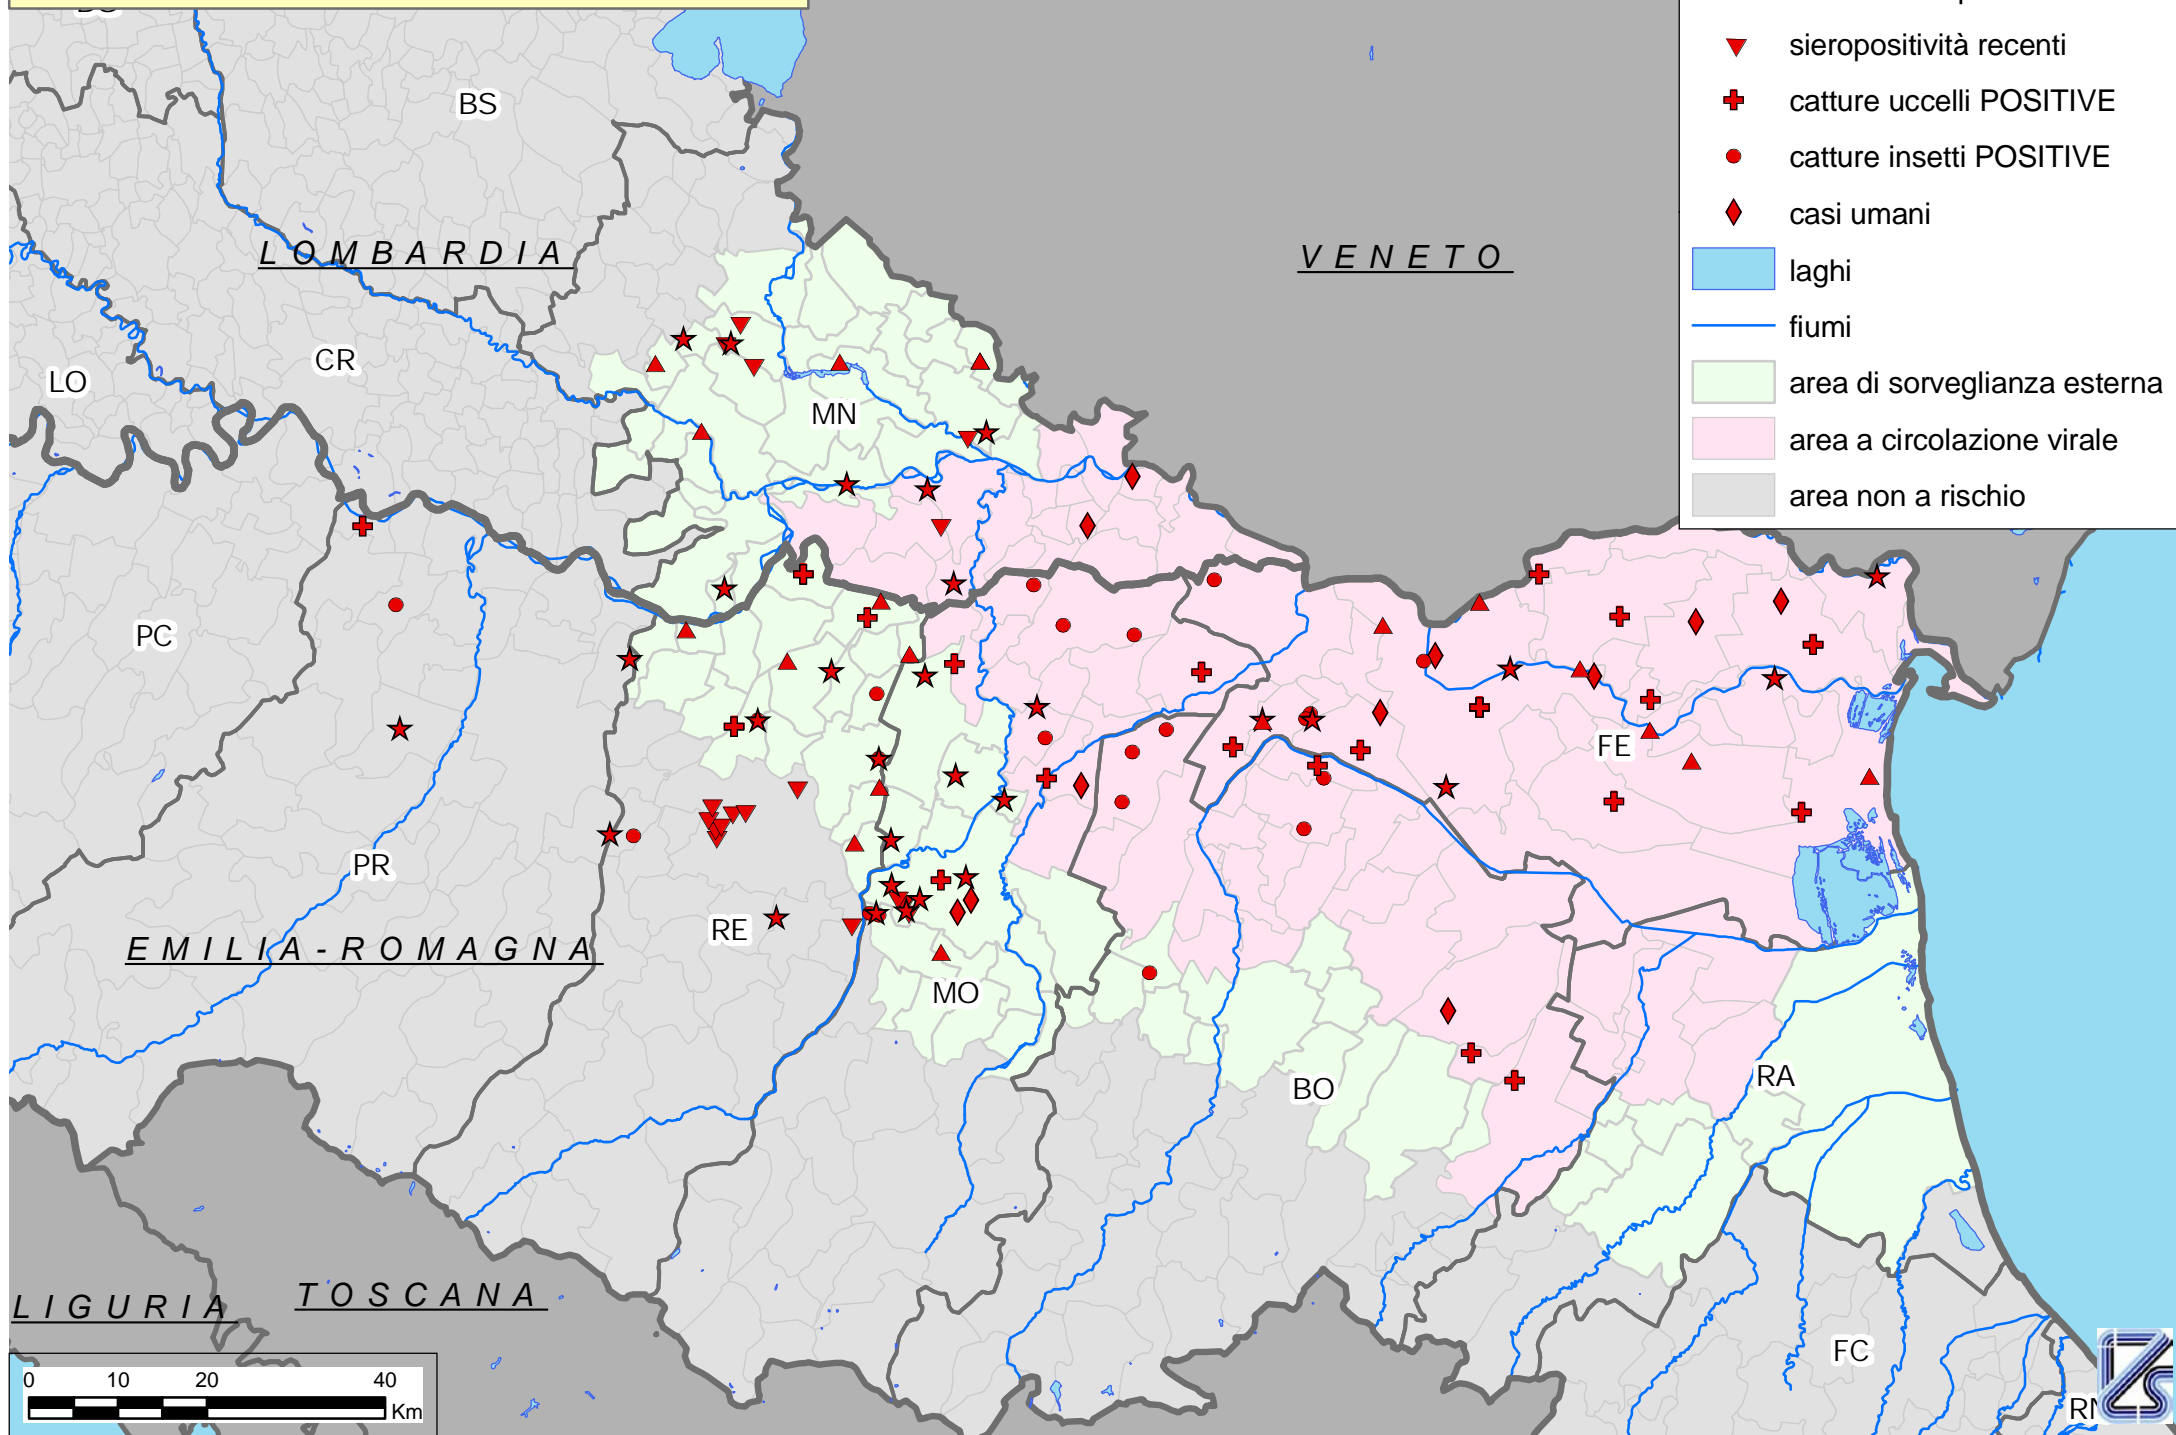 sieropositività recenti
catture uccelli POSITIVE
catture insetti POSITIVE
casi umani
laghi
fiumi
area di sorveglianza esterna
area a circolazione virale
area non a rischio
BS
LOMBARDIA
VENETO
CR
LO
MN
PC
FE
PR
RE
EMILIA-ROMAGNA
MO
BO
RA
LIGURIA
TOSCANA
FC
0 10 20 40
Km